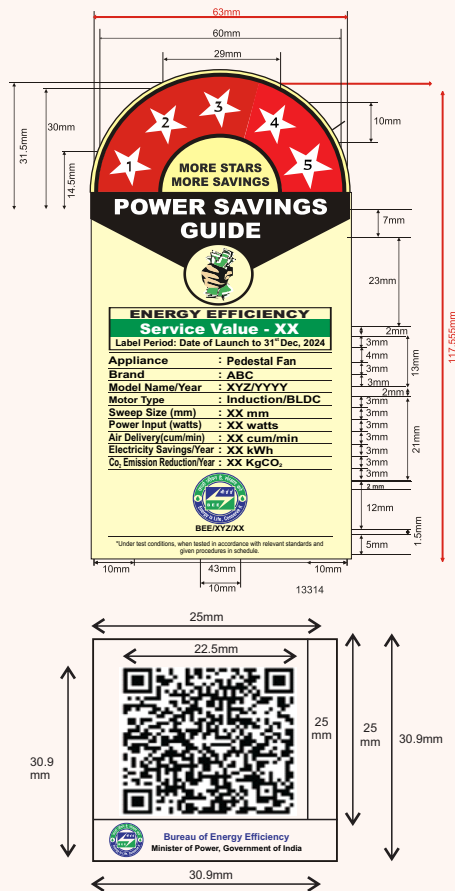 63mm
60mm
29mm
31.5mm
30mm
14.5mm
10mm
1
2
3
4
5
MORE STARS
MORE SAVINGS
POWER SAVINGS
GUIDE
7mm
23mm
117.555mm
ENERGY EFFICIENCY
Service Value - XX
Label Period: Date of Launch to 31st Dec, 2024
Appliance : Pedestal Fan
Brand : ABC
Model Name/Year : XYZ/YYYY
Motor Type : Induction/BLDC
Sweep Size (mm) : XX mm
Power Input (watts) : XX watts
Air Delivery(cum/min) : XX cum/min
Electricity Savings/Year : XX kWh
Co₂ Emission Reduction/Year : XX KgCO₂
2mm
3mm
4mm
3mm
3mm
13mm
2mm
3mm
3mm
3mm
3mm
3mm
3mm
3mm
21mm
2 mm
12mm
1.5mm
5mm
BEE/XYZ/XX
*Under test conditions, when tested in accordance with relevant standards and
given procedures in schedule.
10mm
43mm
10mm
10mm
13314
25mm
22.5mm
30.9
mm
25
mm
25
mm
30.9mm
Bureau of Energy Efficiency
Minister of Power, Government of India
30.9mm